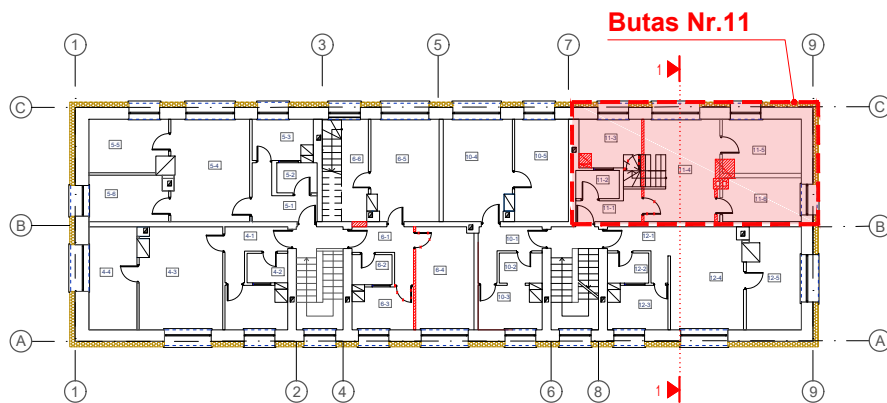 Butas Nr.11
1 3 5 7 9
1
C C
5-5 5-4 5-3 6-6 6-5 10-4 10-5 11-3 11-4 11-5
5-2 11-2
5-6 5-1 11-1 11-6
B B
4-1 6-1 10-1 12-1
4-4 4-3 4-2 6-2 6-4 10-2 12-2 12-4 12-5
6-3 10-3 12-3
A A
1 2 4 6 8 9
1